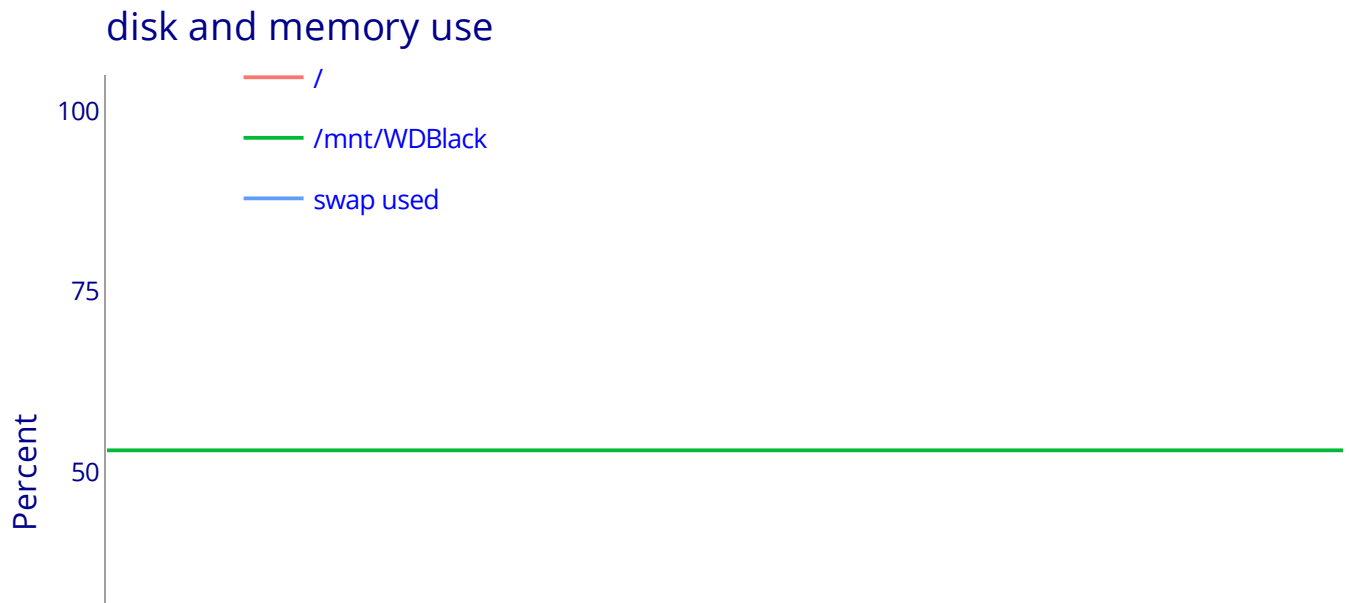 disk and memory use
/
/mnt/WDBlack
swap used
100
75
50
Percent